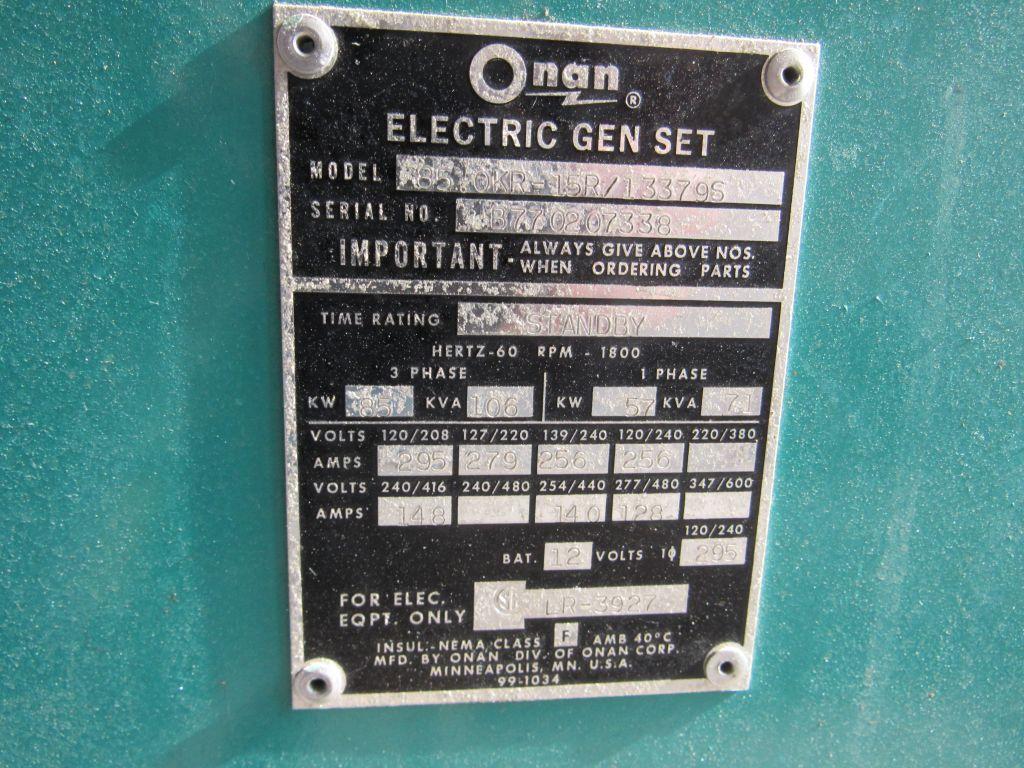 Onan ®
ELECTRIC GEN SET
MODEL 85.0KR-15R/13379S
SERIAL NO. B770207338
IMPORTANT- ALWAYS GIVE ABOVE NOS.
WHEN ORDERING PARTS
TIME RATING STANDBY
HERTZ-60 RPM - 1800
3 PHASE 1 PHASE
KW 85 KVA 106 KW 57 KVA 71
VOLTS 120/208 127/220 139/240 120/240 220/380
AMPS 295 279 256 256
VOLTS 240/416 240/480 254/440 277/480 347/600
AMPS 148 140 128
120/240
BAT. 12 VOLTS 1ϕ 295
FOR ELEC.
EQPT. ONLY LR-3927
INSUL.-NEMA CLASS F AMB 40°C
MFD. BY ONAN DIV. OF ONAN CORP.
MINNEAPOLIS, MN. U.S.A.
99-1034